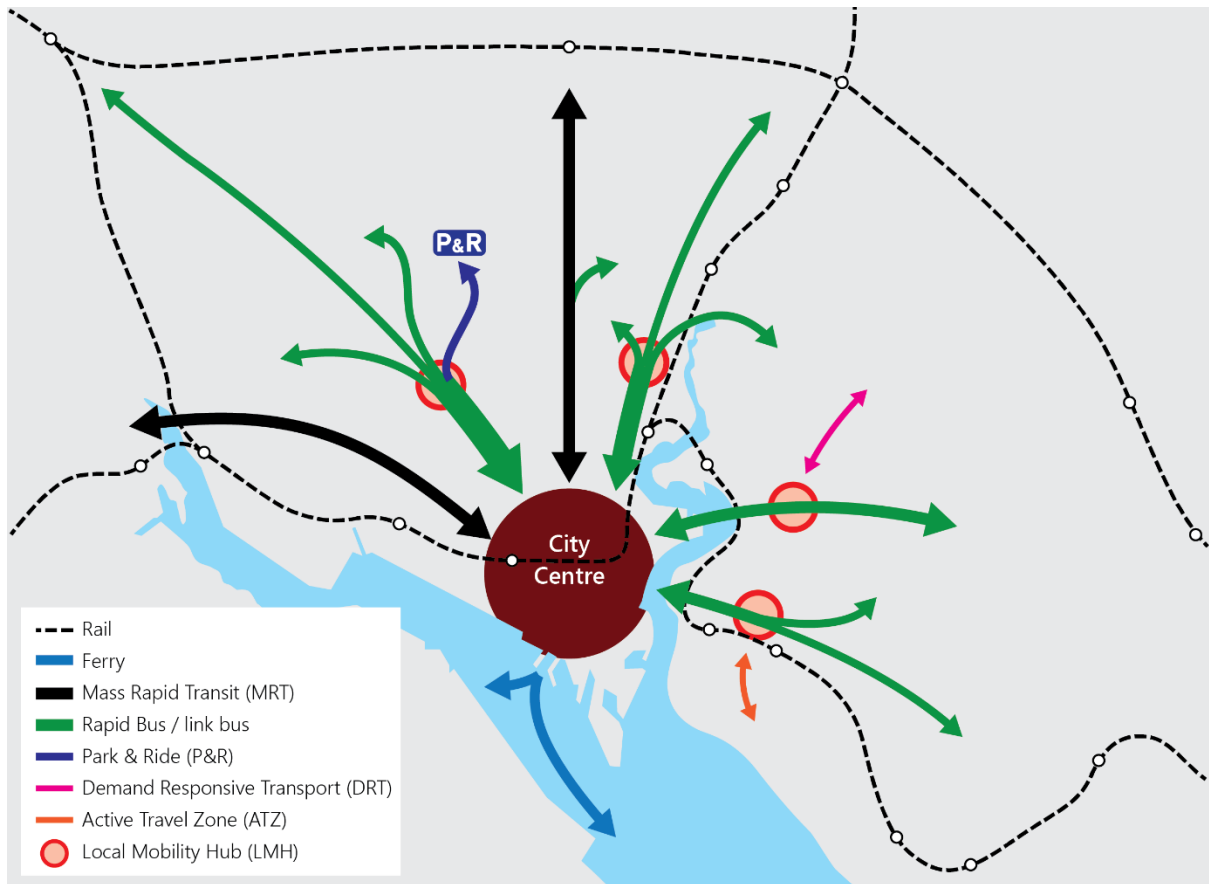 P&R
City
Centre
Rail
Ferry
Mass Rapid Transit (MRT)
Rapid Bus / link bus
Park & Ride (P&R)
Demand Responsive Transport (DRT)
Active Travel Zone (ATZ)
Local Mobility Hub (LMH)